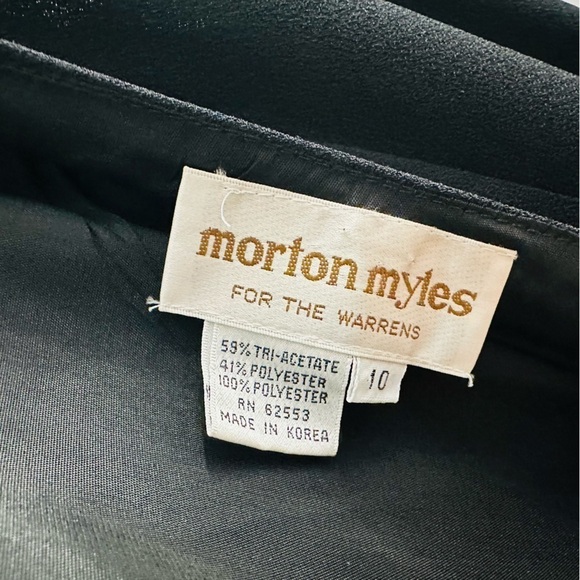 morton myles
FOR THE WARRENS
59% TRI-ACETATE
41% POLYESTER
100% POLYESTER
RN 62553
MADE IN KOREA
10